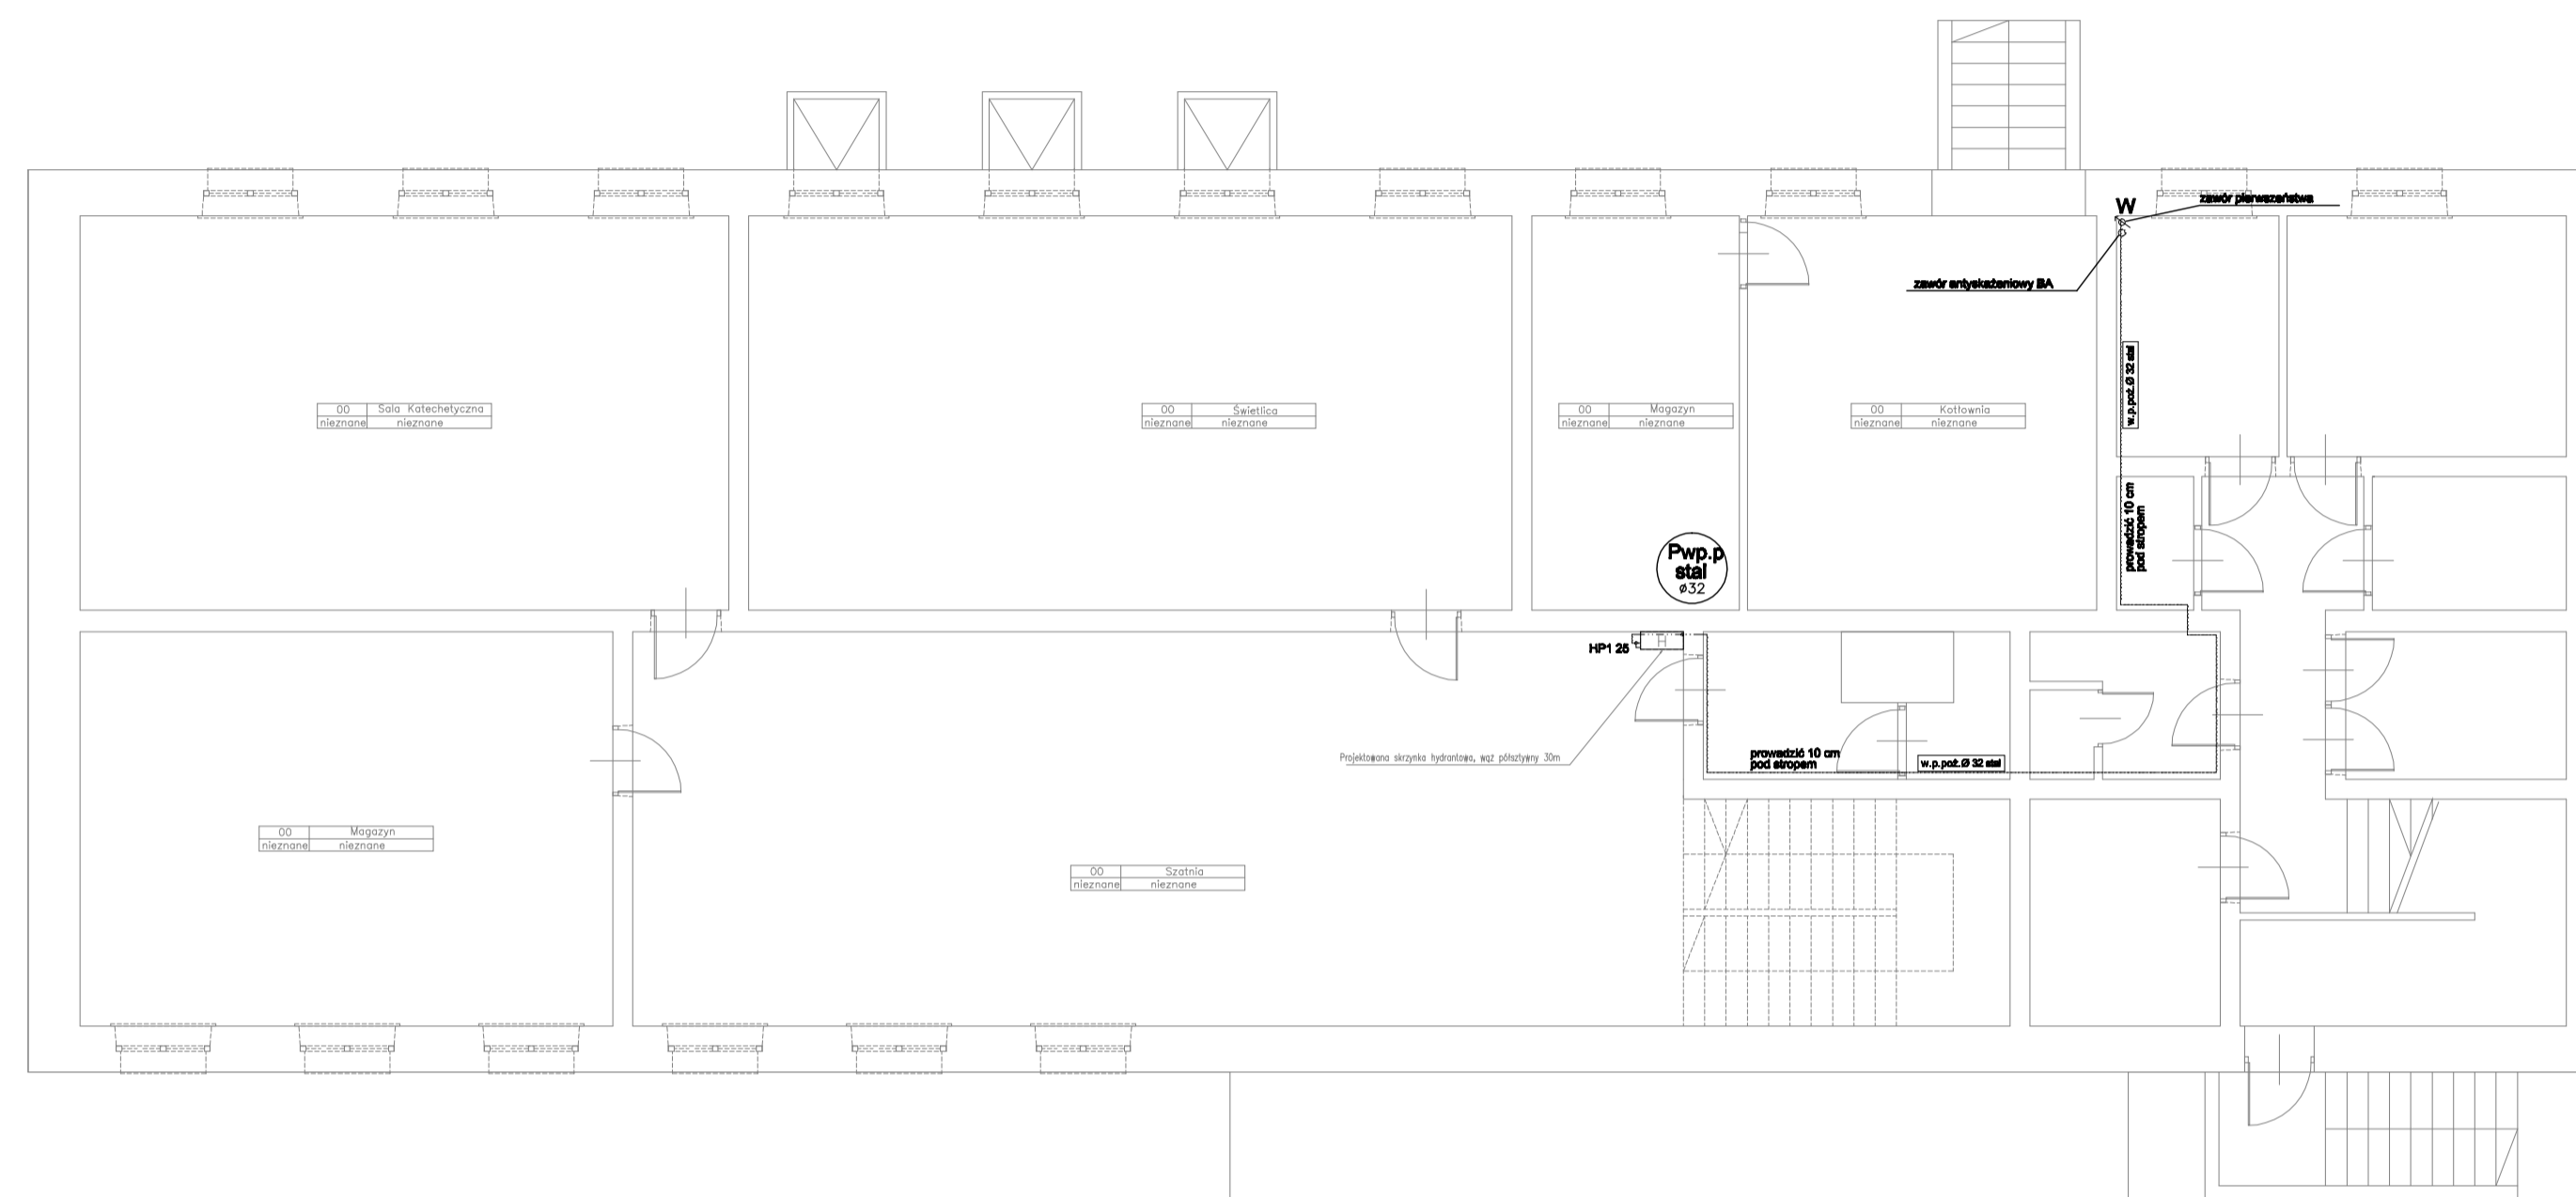 W
zawór pierwszeństwa
zawór antyskażeniowy BA
w.p.poż.Ø 32 stal
00 Sala Katechetyczna
nieznane nieznane
00 Świetlica
nieznane nieznane
00 Magazyn
nieznane nieznane
00 Kotłownia
nieznane nieznane
prowadzić 10 cm
pod stropem
Pwp.p
stal
ø32
H
HP1 25
Projektowana skrzynka hydrantowa, wąż półsztywny 30m
prowadzić 10 cm
pod stropem
w.p.poż.Ø 32 stal
00 Magazyn
nieznane nieznane
00 Szatnia
nieznane nieznane